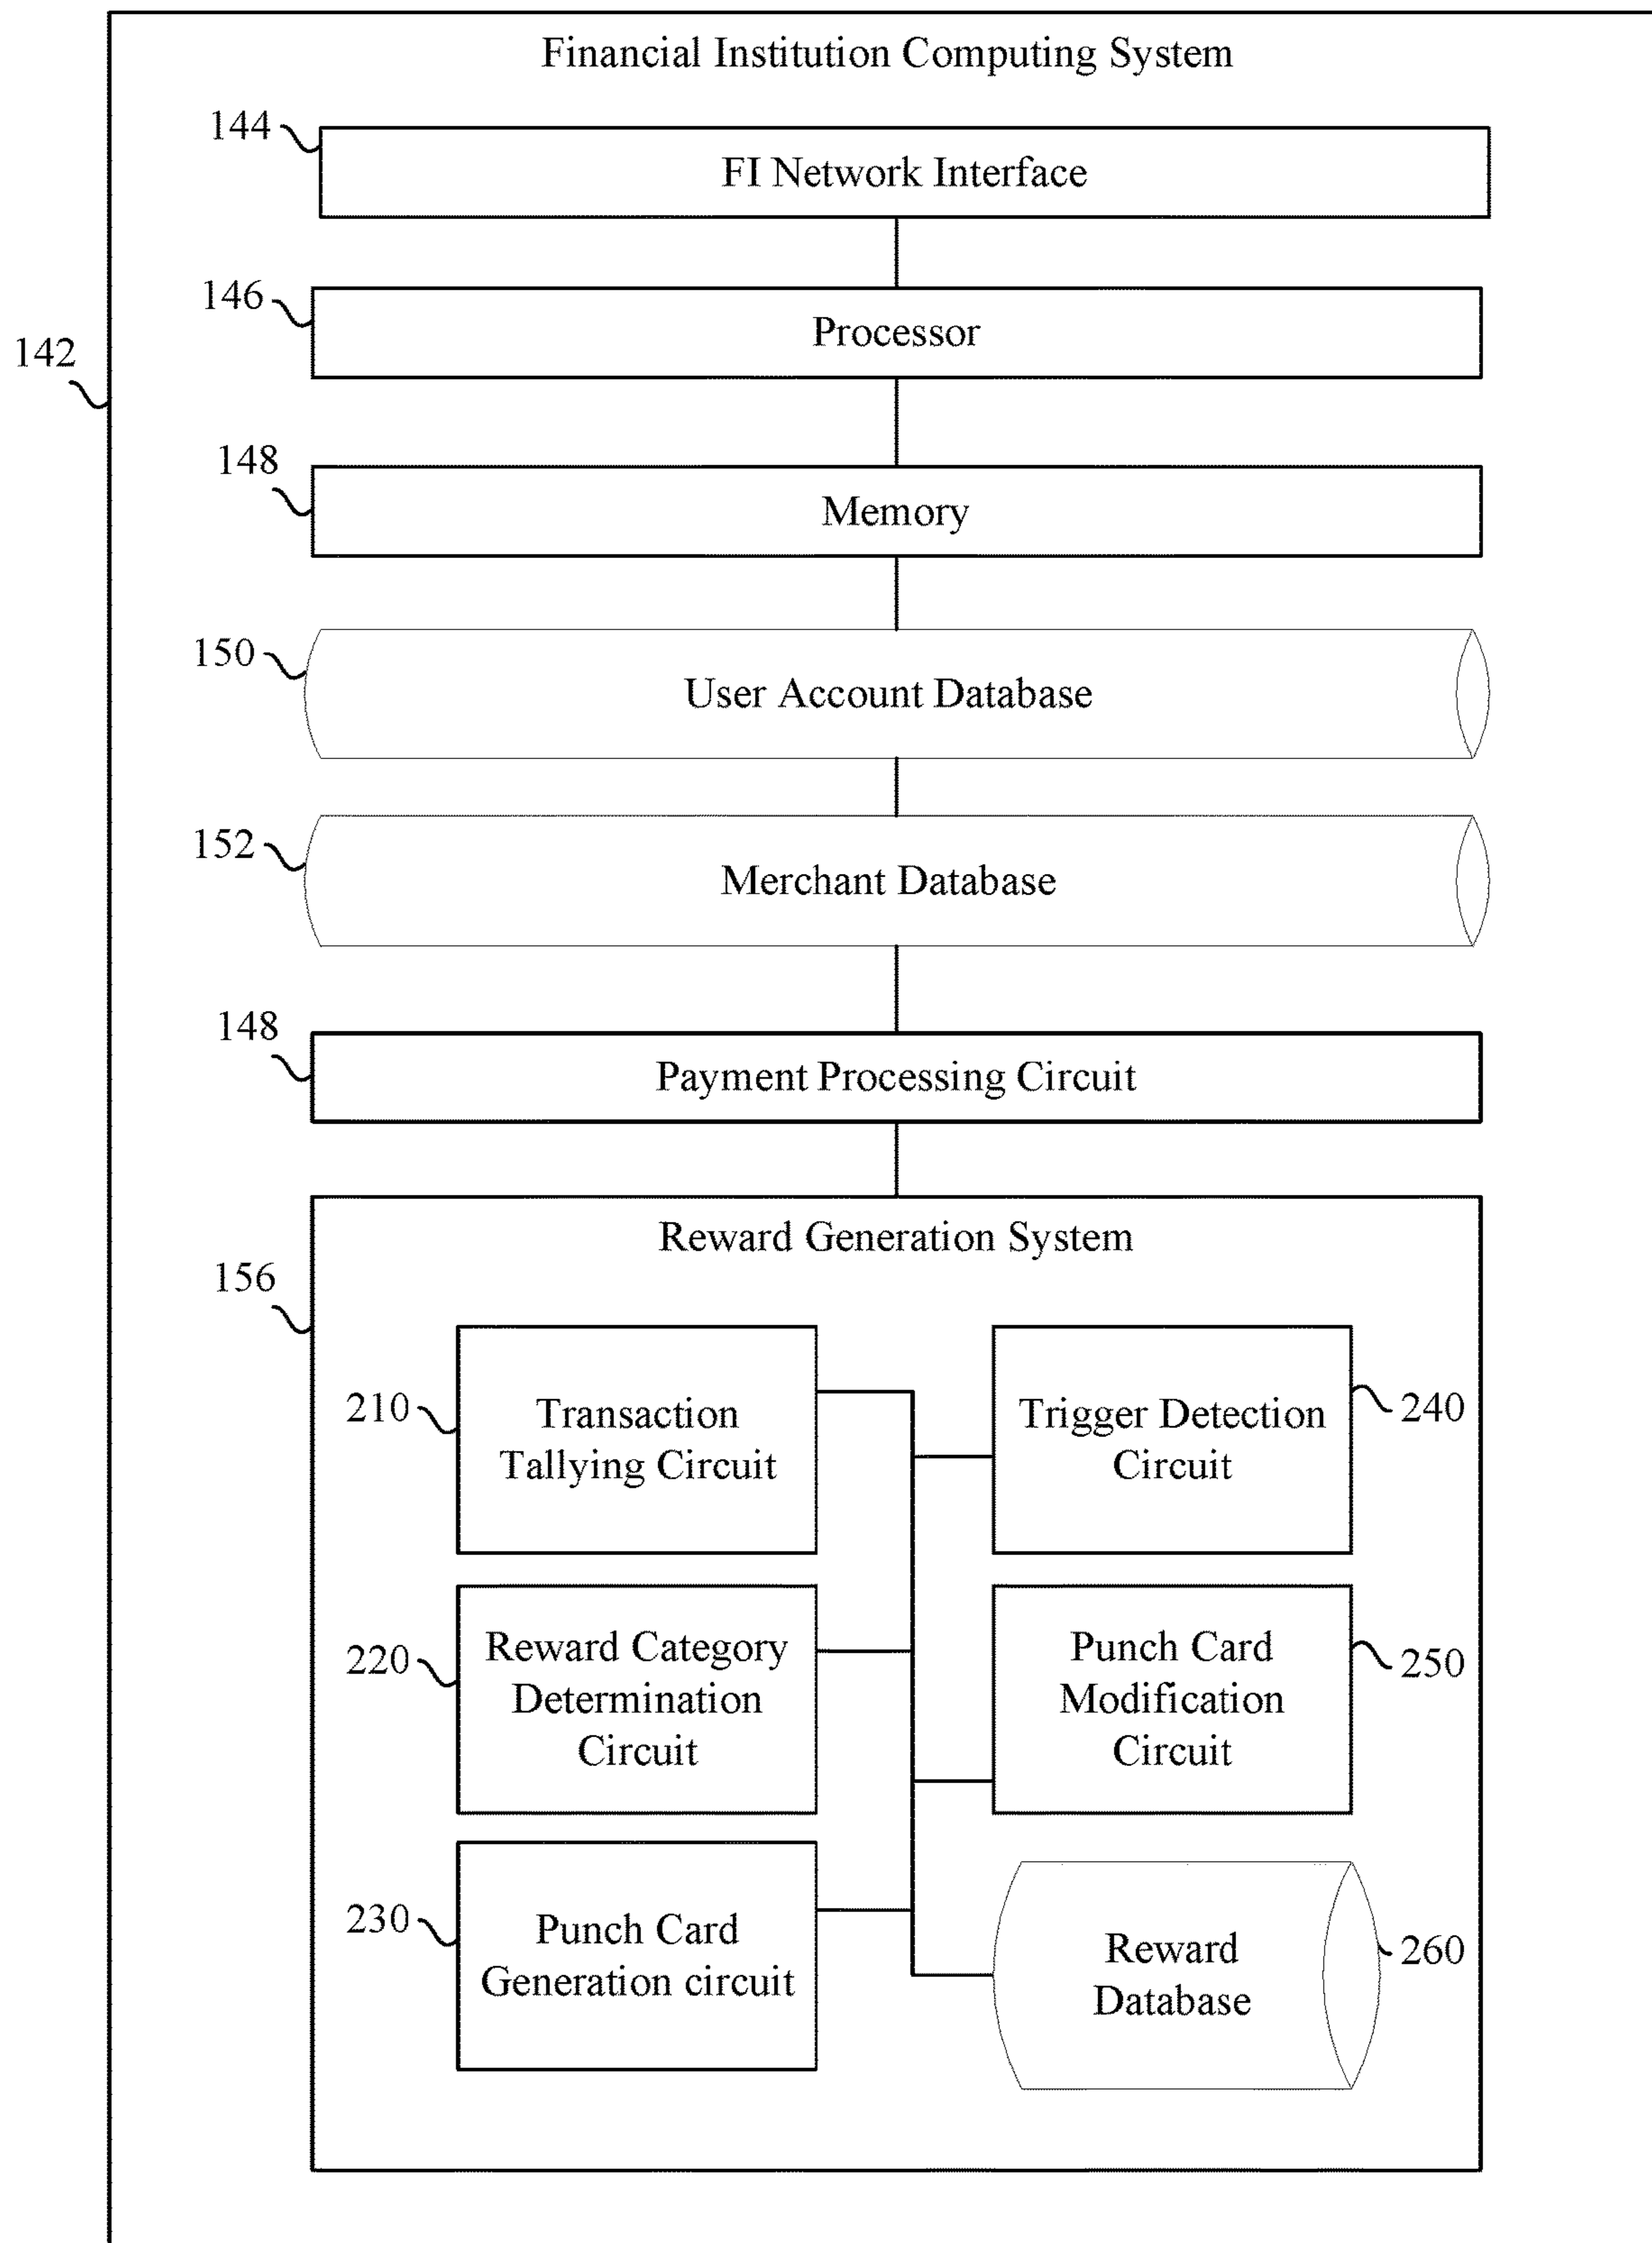 Financial Institution Computing System
144
FI Network Interface
146
Processor
142
148
Memory
150
User Account Database
152
Merchant Database
148
Payment Processing Circuit
Reward Generation System
156
210
Transaction
Tallying Circuit
Trigger Detection
Circuit
240
220
Reward Category
Determination
Circuit
Punch Card
Modification
Circuit
250
230
Punch Card
Generation circuit
Reward
Database
260